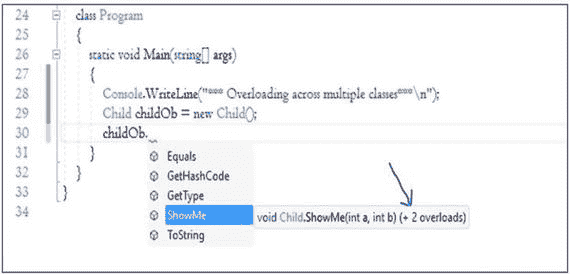 24 class Program
25 {
26 static void Main(string[] args)
27 {
28 Console.WriteLine("*** Overloading across multiple classes***\n");
29 Child childOb = new Child();
30 childOb.
31 }
32 }
33 }
34
Equals
GetHashCode
GetType
ShowMe
void Child.ShowMe(int a, int b) (+ 2 overloads)
ToString